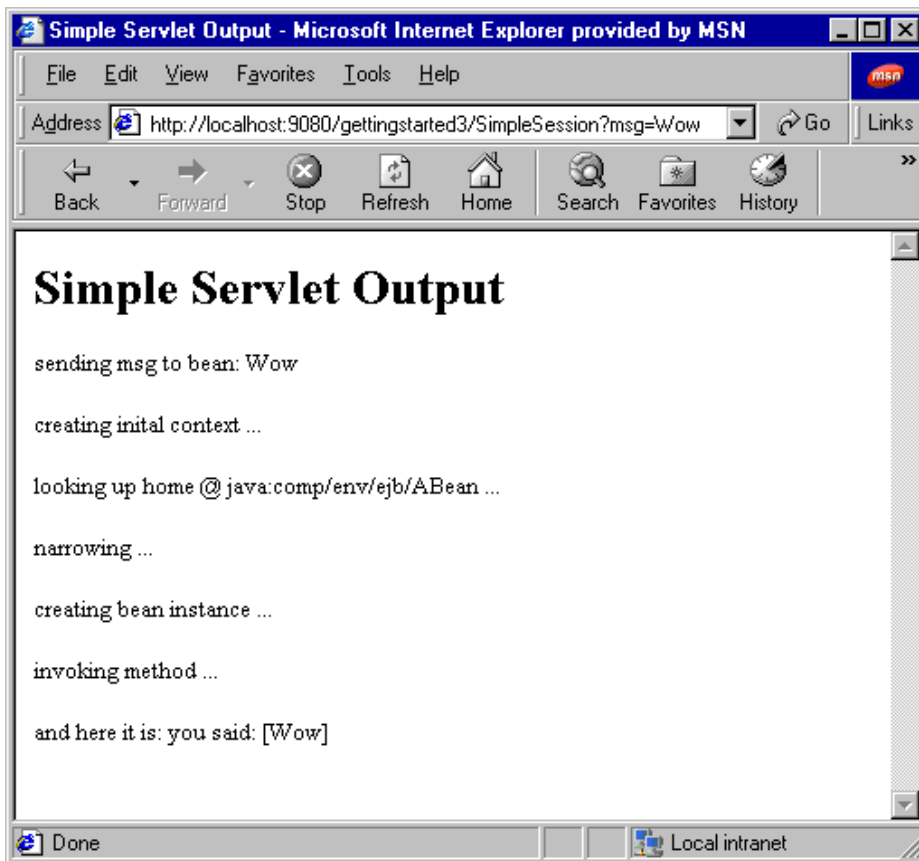 Simple Servlet Output - Microsoft Internet Explorer provided by MSN
File Edit View Favorites Tools Help
msn
Address http://localhost:9080/gettingstarted3/SimpleSession?msg=Wow Go Links
Back Forward Stop Refresh Home Search Favorites History »
Simple Servlet Output
sending msg to bean: Wow
creating inital context ...
looking up home @ java:comp/env/ejb/ABean ...
narrowing ...
creating bean instance ...
invoking method ...
and here it is: you said: [Wow]
Done Local intranet